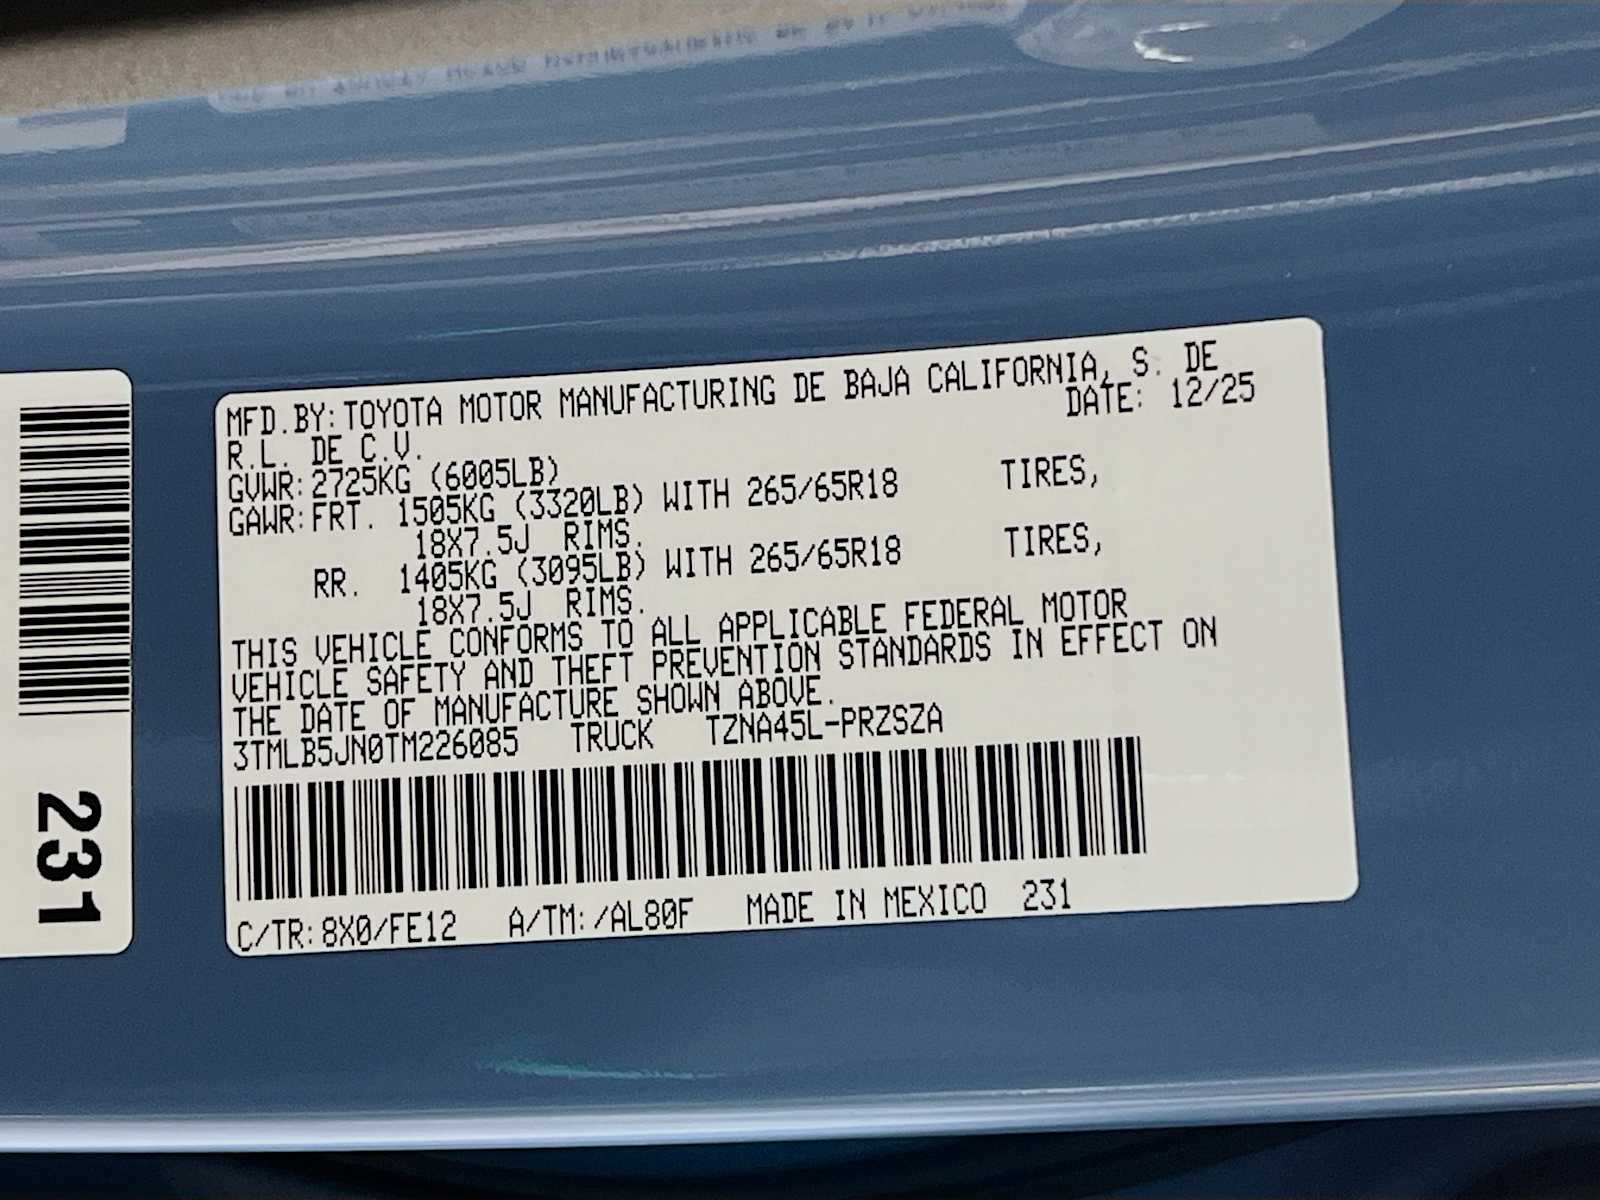 MFD.BY:TOYOTA MOTOR MANUFACTURING DE BAJA CALIFORNIA, S. DE
R.L. DE C.V. DATE: 12/25
GVWR:2725KG (6005LB)
GAWR:FRT. 1505KG (3320LB) WITH 265/65R18 TIRES,
18X7.5J RIMS.
RR. 1405KG (3095LB) WITH 265/65R18 TIRES,
18X7.5J RIMS.
THIS VEHICLE CONFORMS TO ALL APPLICABLE FEDERAL MOTOR
VEHICLE SAFETY AND THEFT PREVENTION STANDARDS IN EFFECT ON
THE DATE OF MANUFACTURE SHOWN ABOVE.
3TMLB5JN0TM226085 TRUCK TZNA45L-PRZSZA
C/TR:8X0/FE12 A/TM:/AL80F MADE IN MEXICO 231
231